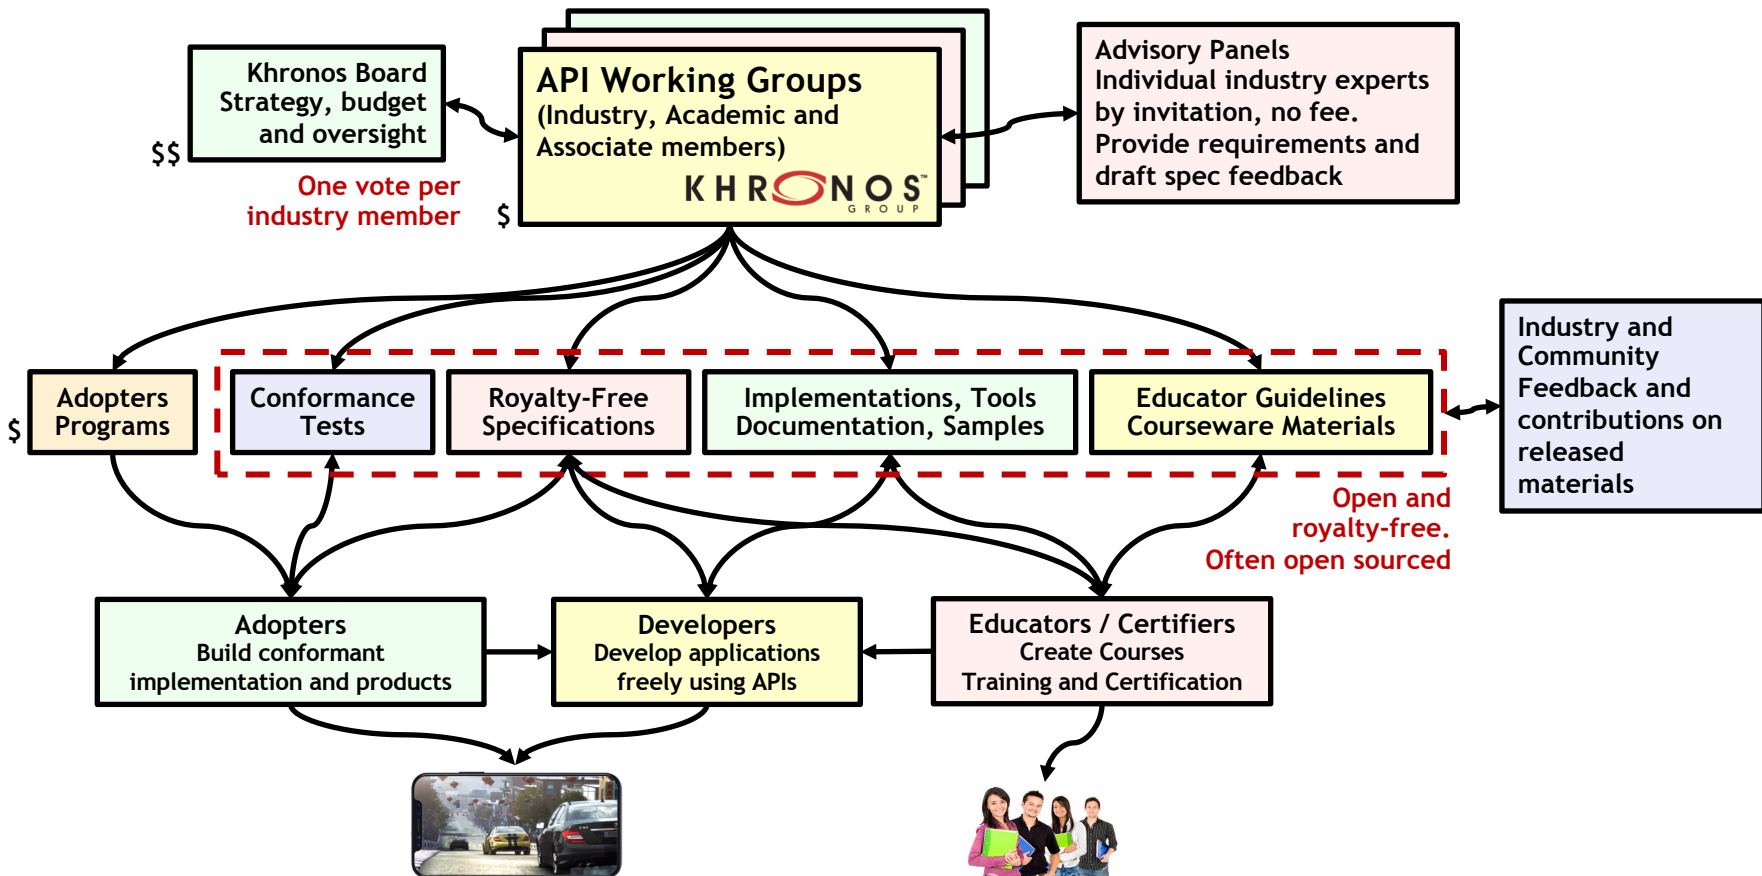 Khronos Board
Strategy, budget
and oversight
$$
One vote per
industry member
API Working Groups
(Industry, Academic and
Associate members)
KHRONOS™
GROUP
$
Advisory Panels
Individual industry experts
by invitation, no fee.
Provide requirements and
draft spec feedback
Adopters
Programs
$
Conformance
Tests
Royalty-Free
Specifications
Implementations, Tools
Documentation, Samples
Educator Guidelines
Courseware Materials
Industry and
Community
Feedback and
contributions on
released
materials
Open and
royalty-free.
Often open sourced
Adopters
Build conformant
implementation and products
Developers
Develop applications
freely using APIs
Educators / Certifiers
Create Courses
Training and Certification